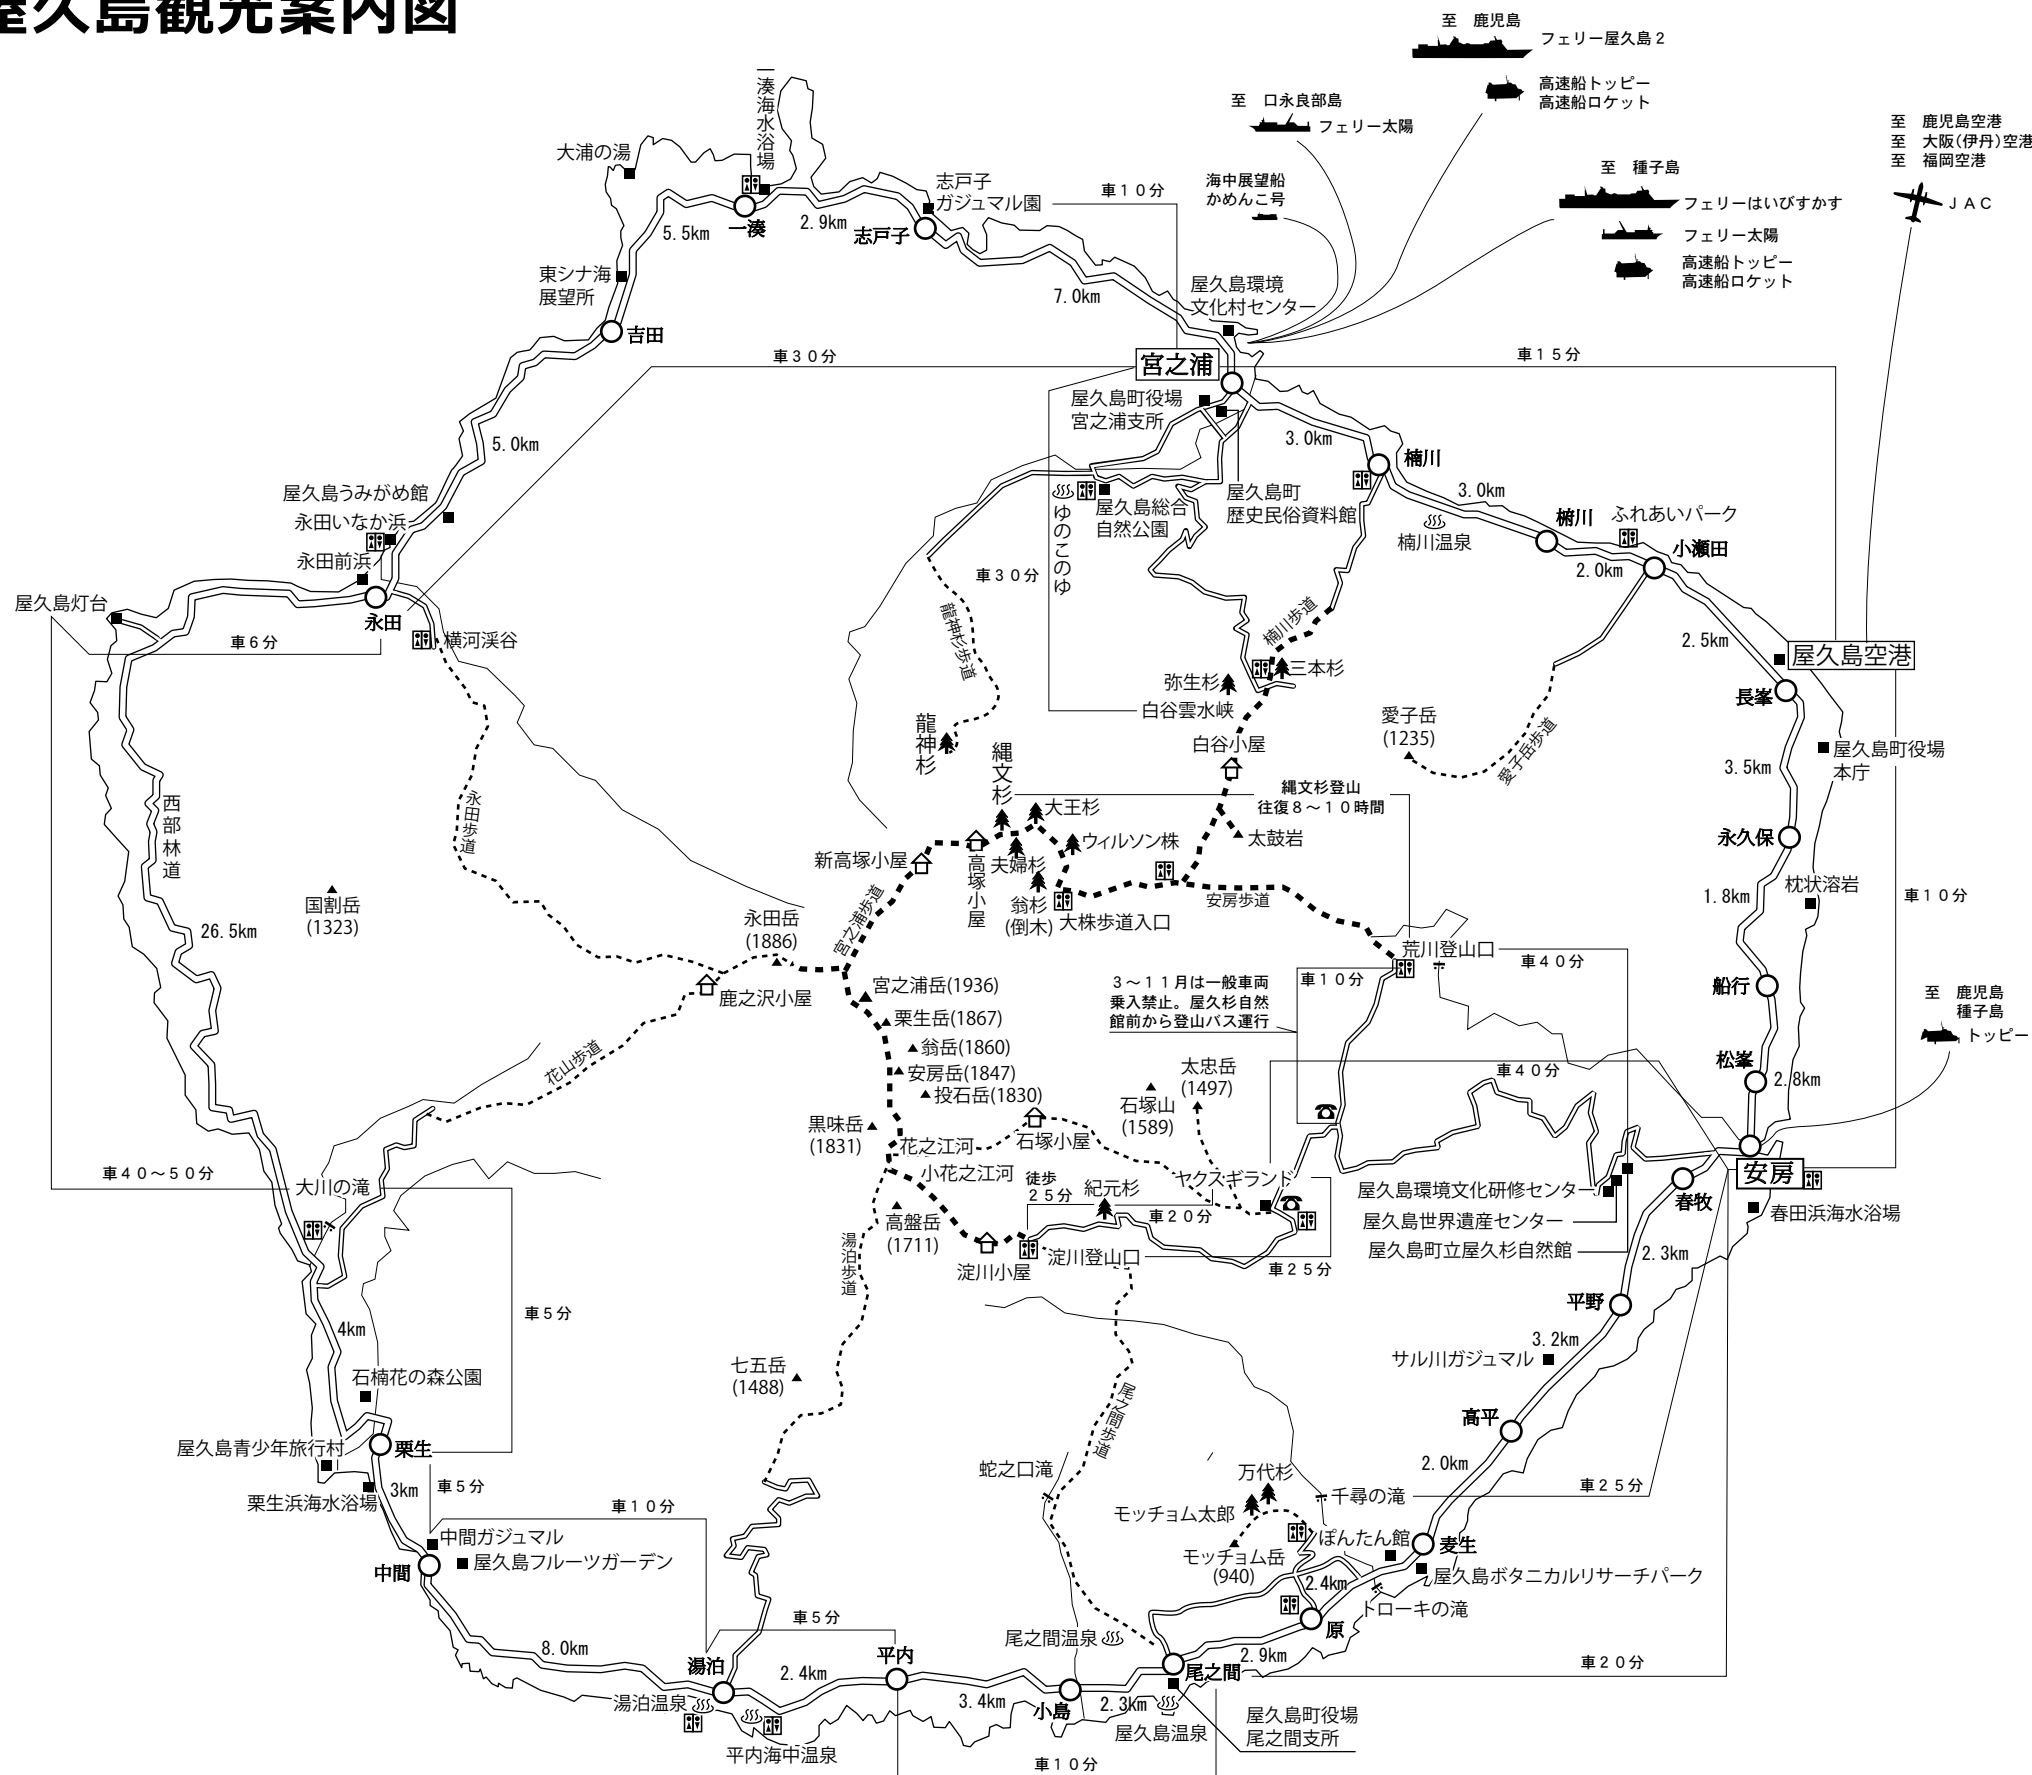 屋久島観光案内図
至　鹿児島
フェリー屋久島２
高速船トッピー
高速船ロケット
至　口永良部島
フェリー太陽
海中展望船
かめんこ号
至　種子島
フェリーはいびすかす
フェリー太陽
高速船トッピー
高速船ロケット
至　鹿児島空港
至　大阪(伊丹)空港
至　福岡空港
ＪＡＣ
一湊海水浴場
大浦の湯
5.5km
一湊
2.9km
志戸子
ガジュマル園
志戸子
車１０分
東シナ海
展望所
吉田
7.0km
屋久島環境
文化村センター
車３０分
宮之浦
車１５分
屋久島町役場
宮之浦支所
3.0km
楠川
5.0km
屋久島うみがめ館
永田いなか浜
永田前浜
屋久島灯台
永田
車６分
横河渓谷
ゆのこのゆ
屋久島総合
自然公園
屋久島町
歴史民俗資料館
3.0km
楠川温泉
椨川
ふれあいパーク
小瀬田
2.0km
車３０分
龍神杉歩道
楠川歩道
三本杉
弥生杉
白谷雲水峡
2.5km
屋久島空港
長峯
愛子岳
(1235)
愛子岳歩道
龍神杉
縄文杉
白谷小屋
屋久島町役場
本庁
3.5km
縄文杉登山
往復８～１０時間
西部林道
永田歩道
大王杉
ウィルソン株
太鼓岩
永久保
新高塚小屋
高塚小屋
夫婦杉
翁杉
(倒木)
大株歩道入口
安房歩道
枕状溶岩
1.8km
車１０分
国割岳
(1323)
26.5km
永田岳
(1886)
宮之浦歩道
荒川登山口
車４０分
車１０分
３～１１月は一般車両
乗入禁止。屋久杉自然
館前から登山バス運行
鹿之沢小屋
宮之浦岳(1936)
栗生岳(1867)
翁岳(1860)
安房岳(1847)
投石岳(1830)
船行
至　鹿児島
種子島
トッピー
花山歩道
太忠岳
(1497)
車４０分
松峯
2.8km
黒味岳
(1831)
石塚山
(1589)
石塚小屋
花之江河
小花之江河
徒歩
２５分
紀元杉
ヤクスギランド
車２０分
安房
春牧
春田浜海水浴場
屋久島環境文化研修センター
屋久島世界遺産センター
屋久島町立屋久杉自然館
車４０～５０分
大川の滝
高盤岳
(1711)
湯泊歩道
淀川小屋
淀川登山口
車２５分
2.3km
平野
車５分
4km
石楠花の森公園
3.2km
サル川ガジュマル
七五岳
(1488)
尾之間歩道
高平
屋久島青少年旅行村
栗生
栗生浜海水浴場
3km
車５分
車１０分
蛇之口滝
万代杉
モッチョム太郎
千尋の滝
2.0km
車２５分
ぽんたん館
麦生
中間ガジュマル
屋久島フルーツガーデン
中間
モッチョム岳
(940)
屋久島ボタニカルリサーチパーク
2.4km
トローキの滝
原
8.0km
車５分
尾之間温泉
湯泊
平内
2.4km
尾之間
2.9km
車２０分
湯泊温泉
3.4km
小島
2.3km
屋久島温泉
屋久島町役場
尾之間支所
平内海中温泉
車１０分